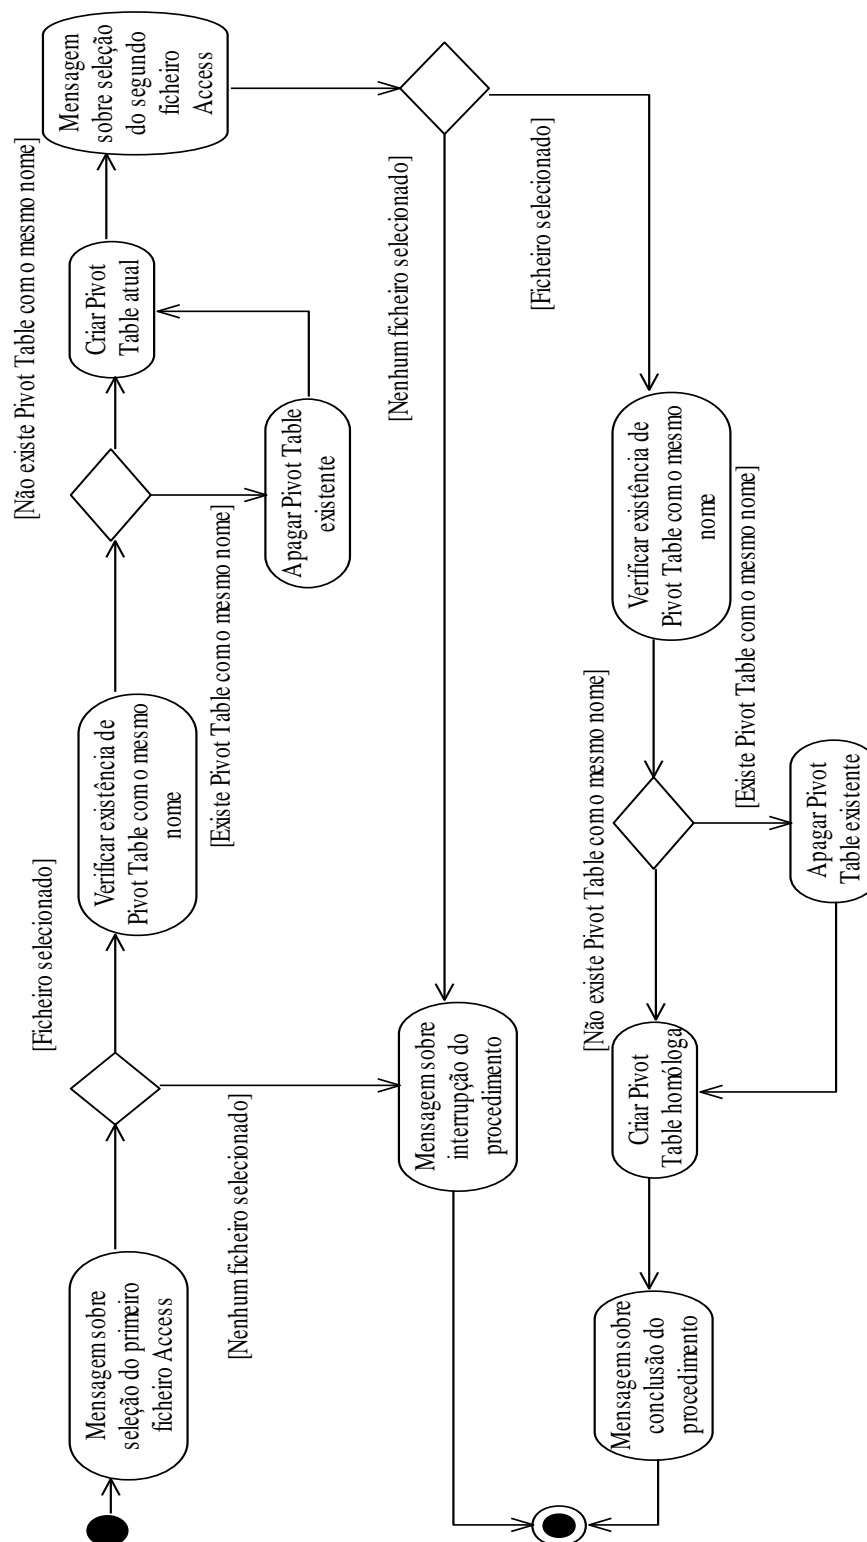 Mensagem sobre
seleção do primeiro
ficheiro Access
[Nenhum ficheiro selecionado]
[Ficheiro selecionado]
Verificar existência de
Pivot Table com o mesmo
nome
[Existe Pivot Table com o mesmo nome]
[Não existe Pivot Table com o mesmo nome]
Apagar Pivot Table
existente
Criar Pivot
Table atual
Mensagem
sobre seleção
do segundo
ficheiro
Access
[Nenhum ficheiro selecionado]
[Ficheiro selecionado]
Mensagem sobre
interrupção do
procedimento
Verificar existência de
Pivot Table com o mesmo
nome
[Existe Pivot Table com o mesmo nome]
[Não existe Pivot Table com o mesmo nome]
Apagar Pivot
Table existente
Criar Pivot
Table homóloga
Mensagem sobre
conclusão do
procedimento